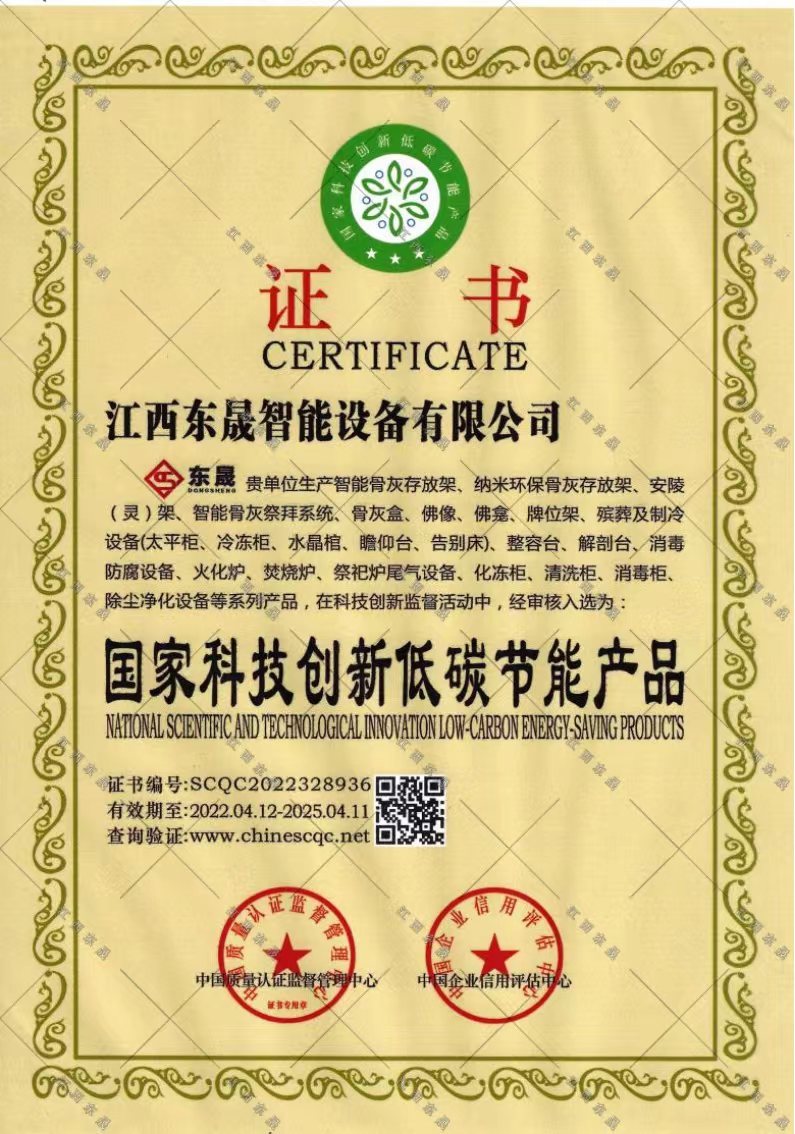 国家科技创新低碳节能产品
证 书
CERTIFICATE
江西东晟智能设备有限公司
东晟
DONGSHENG
贵单位生产智能骨灰存放架、纳米环保骨灰存放架、安陵
（灵）架、智能骨灰祭拜系统、骨灰盒、佛像、佛龛、牌位架、殡葬及制冷
设备(太平柜、冷冻柜、水晶棺、瞻仰台、告别床)、整容台、解剖台、消毒
防腐设备、火化炉、焚烧炉、祭祀炉尾气设备、化冻柜、清洗柜、消毒柜、
除尘净化设备等系列产品，在科技创新监督活动中，经审核入选为：
国家科技创新低碳节能产品
NATIONAL SCIENTIFIC AND TECHNOLOGICAL INNOVATION LOW-CARBON ENERGY-SAVING PRODUCTS
证书编号:SCQC2022328936
有效期至:2022.04.12-2025.04.11
查询验证:www.chinescqc.net
中国质量认证监督管理中心
中国质量认证监督管理中心
证书专用章
中国企业信用评估中心
中国企业信用评估中心
江西东晟